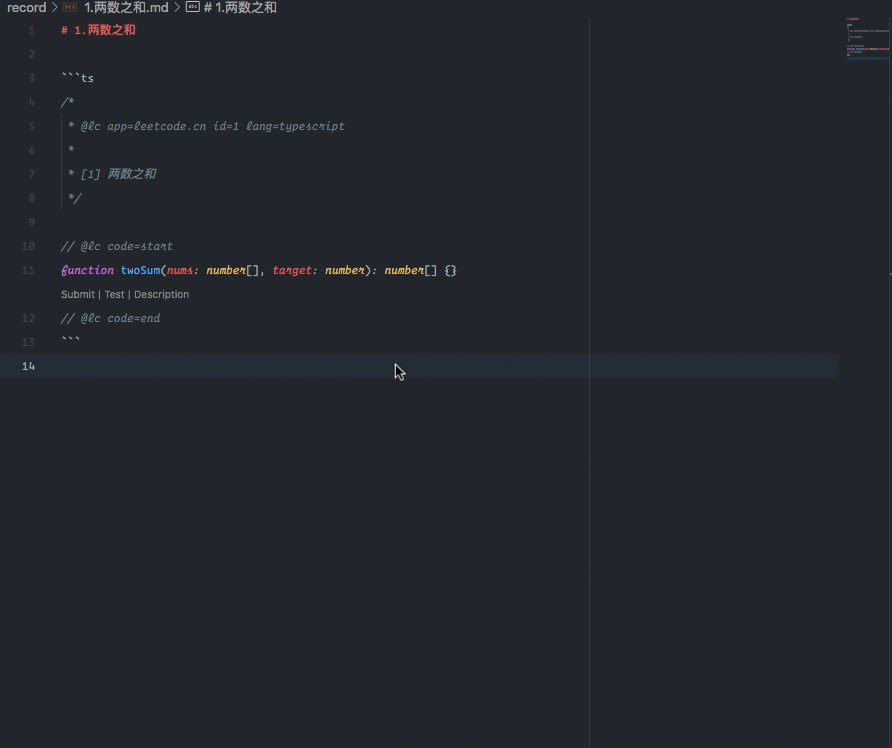 record > 1.两数之和.md > # 1.两数之和
1 # 1.两数之和
2
3 ```ts
4 /*
5 * @lc app=leetcode.cn id=1 lang=typescript
6 *
7 * [1] 两数之和
8 */
9
10 // @lc code=start
11 function twoSum(nums: number[], target: number): number[] {}
Submit | Test | Description
12 // @lc code=end
13 ```
14